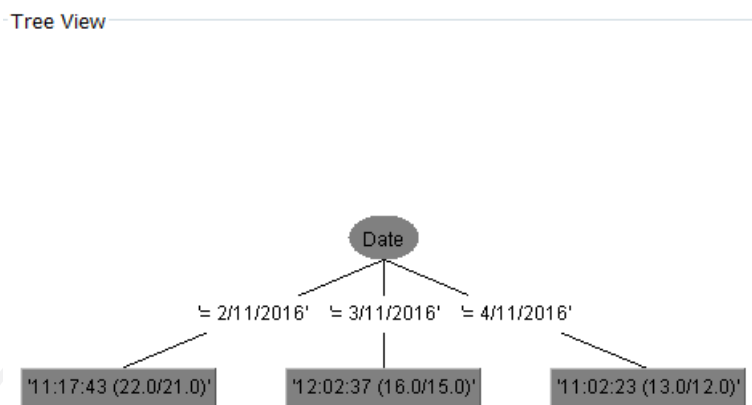 Tree View
Date
'= 2/11/2016' '= 3/11/2016' '= 4/11/2016'
'11:17:43 (22.0/21.0)' '12:02:37 (16.0/15.0)' '11:02:23 (13.0/12.0)'